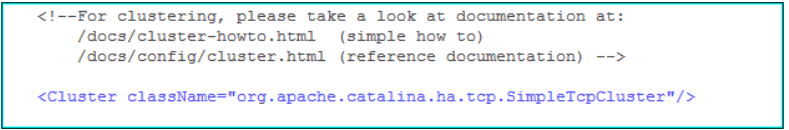 <!--For clustering, please take a look at documentation at:
/docs/cluster-howto.html  (simple how to)
/docs/config/cluster.html (reference documentation) -->
<Cluster className="org.apache.catalina.ha.tcp.SimpleTcpCluster"/>